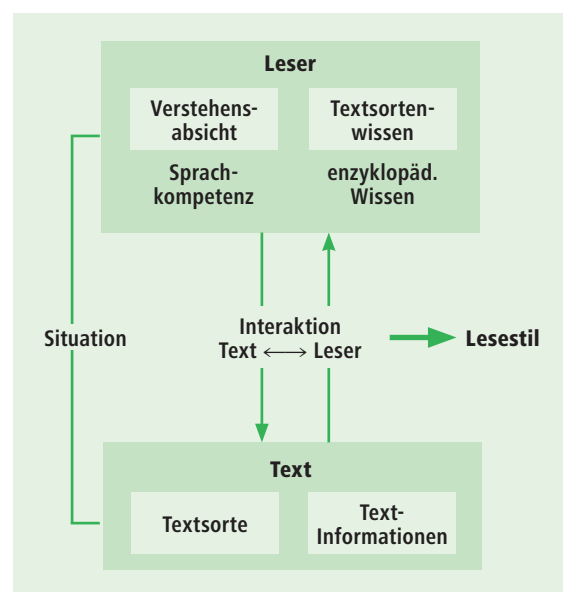 Leser
Verstehens-
absicht
Textsorten-
wissen
Sprach-
kompetenz
enzyklopäd.
Wissen
Situation
Interaktion
Text ⟷ Leser
Lesestil
Text
Textsorte
Text-
Informationen